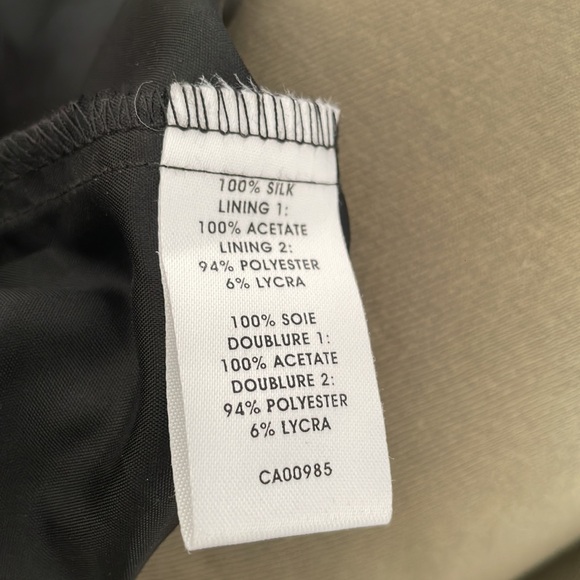 100% SILK
LINING 1:
100% ACETATE
LINING 2:
94% POLYESTER
6% LYCRA
100% SOIE
DOUBLURE 1:
100% ACETATE
DOUBLURE 2:
94% POLYESTER
6% LYCRA
CA00985